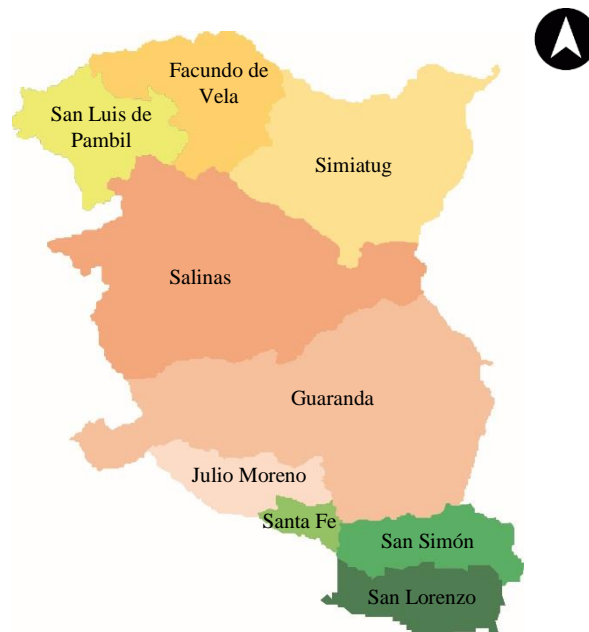 Facundo de
Vela
San Luis de
Pambil
Simiatug
Salinas
Guaranda
Julio Moreno
Santa Fe
San Simón
San Lorenzo